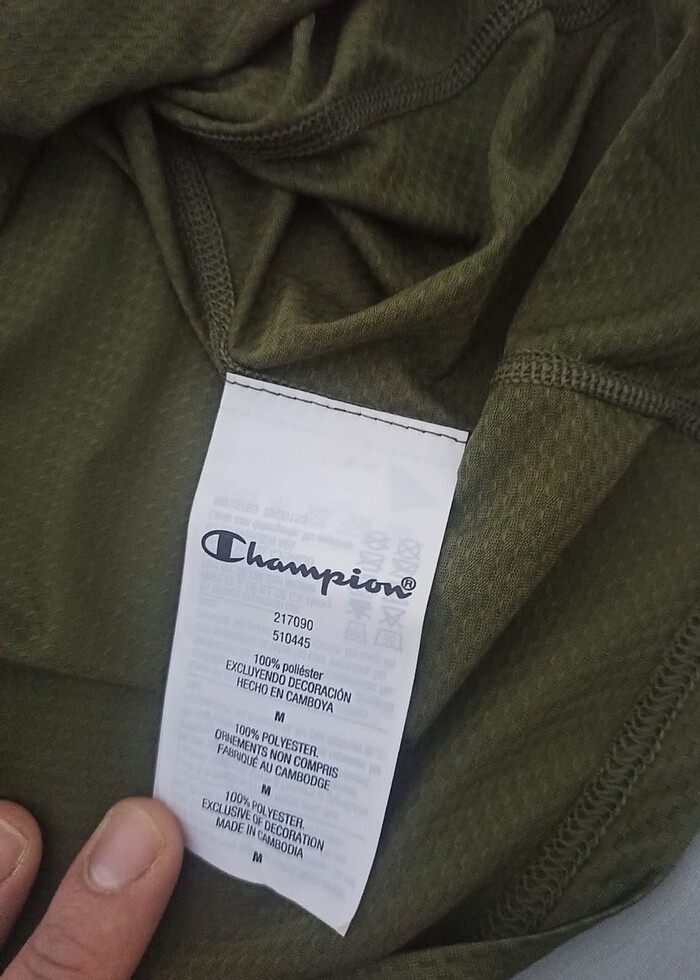 Champion®
217090
510445
100% poliéster
EXCLUYENDO DECORACIÓN
HECHO EN CAMBOYA
M
100% POLYESTER.
ORNEMENTS NON COMPRIS
FABRIQUÉ AU CAMBODGE
M
100% POLYESTER.
EXCLUSIVE OF DECORATION
MADE IN CAMBODIA
M